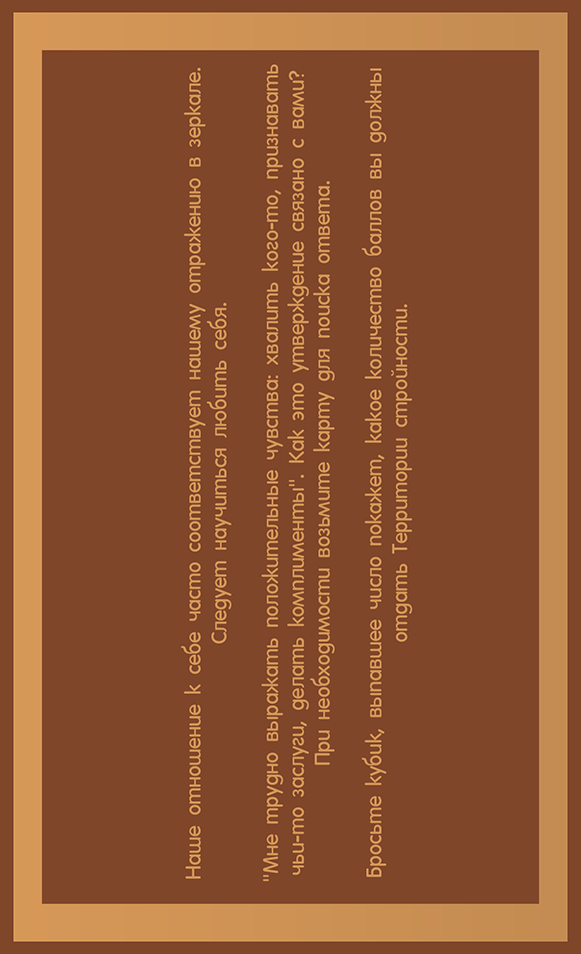 Наше отношение к себе часто соответствует нашему отражению в зеркале.
Следует научиться любить себя.
"Мне трудно выражать положительные чувства: хвалить кого-то, признавать
чьи-то заслуги, делать комплименты". Как это утверждение связано с вами?
При необходимости возьмите карту для поиска ответа.
Бросьте кубик, выпавшее число покажет, какое количество баллов вы должны
отдать Территории стройности.